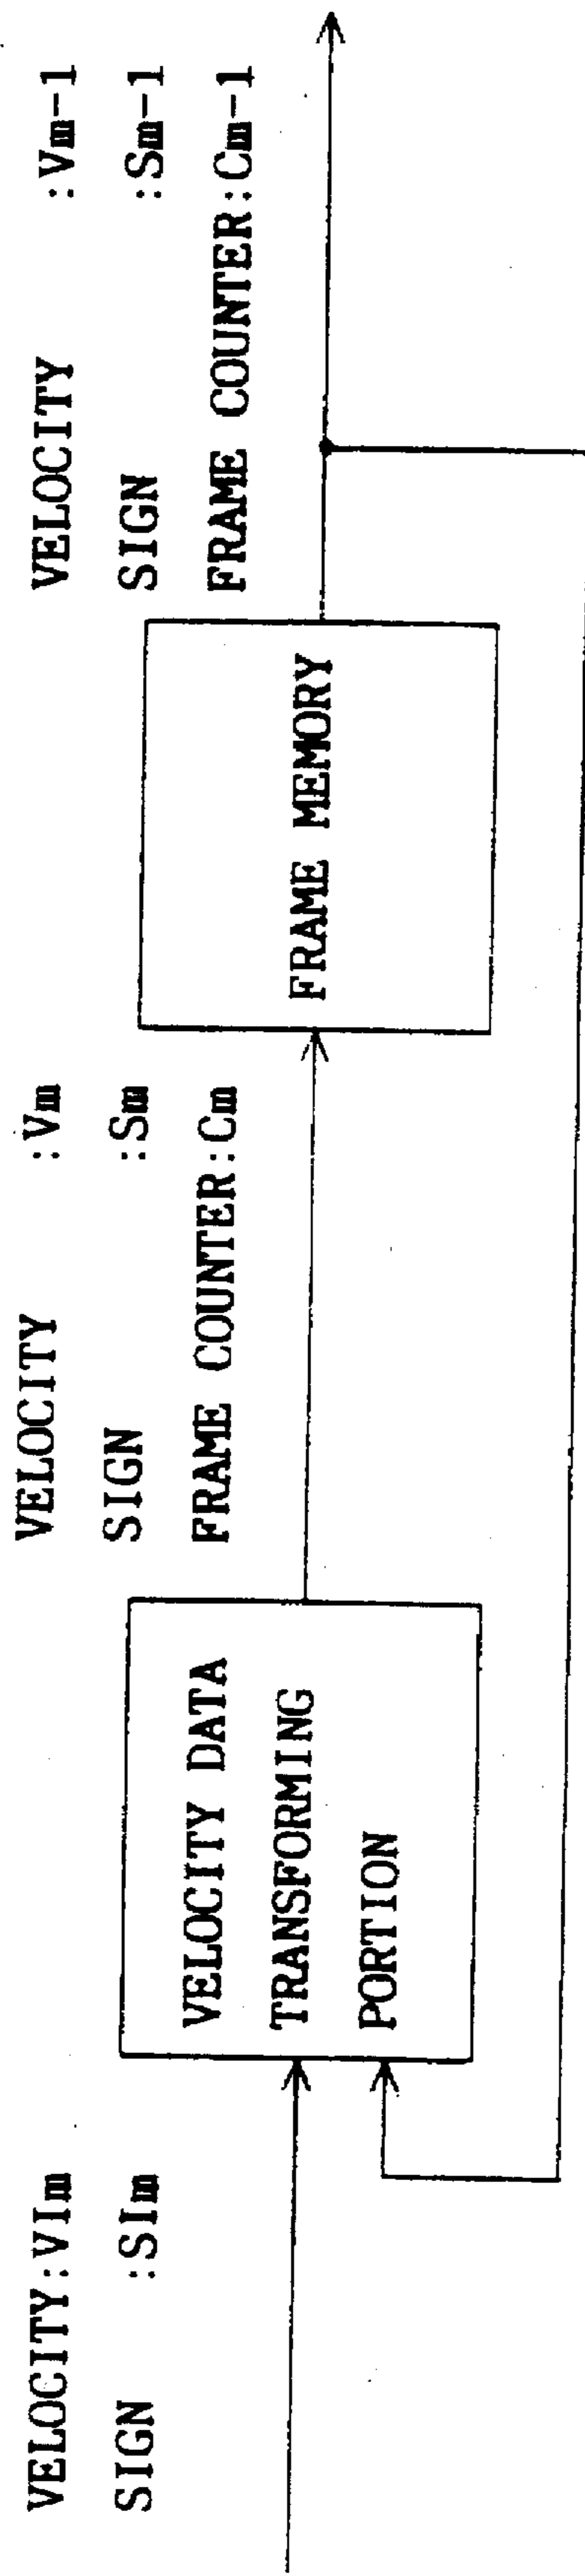 VELOCITY:VIm
SIGN :SIm
VELOCITY DATA
TRANSFORMING
PORTION
VELOCITY :Vm
SIGN :Sm
FRAME COUNTER:Cm
FRAME MEMORY
VELOCITY :Vm-1
SIGN :Sm-1
FRAME COUNTER:Cm-1